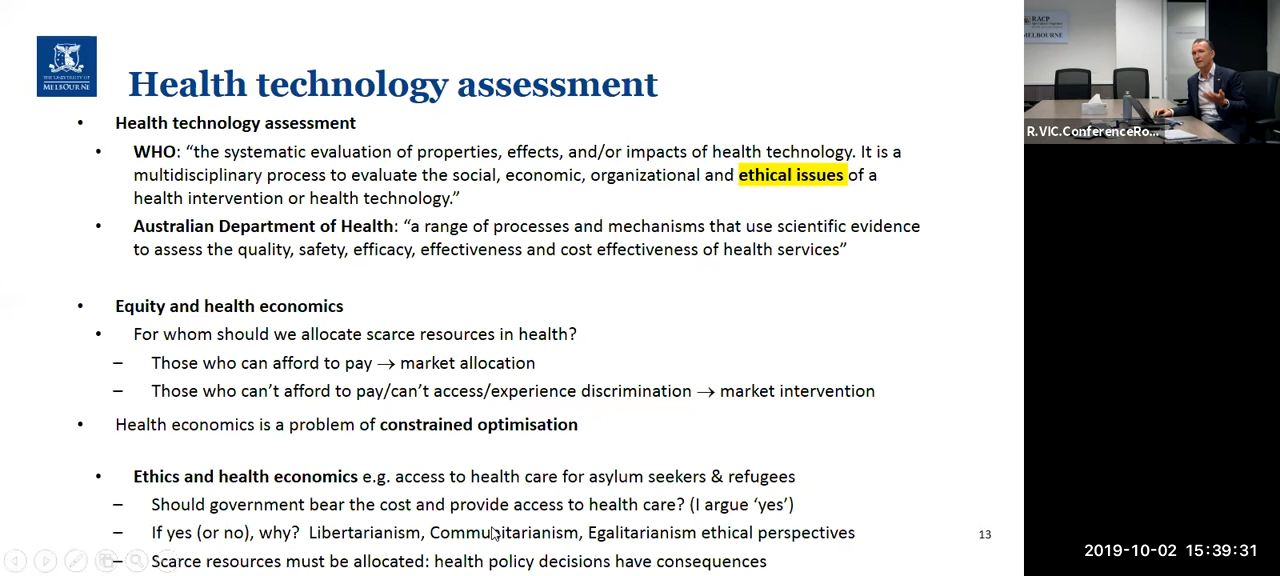 THE UNIVERSITY OF
MELBOURNE
Health technology assessment
• Health technology assessment
• WHO: “the systematic evaluation of properties, effects, and/or impacts of health technology. It is a
multidisciplinary process to evaluate the social, economic, organizational and ethical issues of a
health intervention or health technology.”
• Australian Department of Health: “a range of processes and mechanisms that use scientific evidence
to assess the quality, safety, efficacy, effectiveness and cost effectiveness of health services”
• Equity and health economics
• For whom should we allocate scarce resources in health?
– Those who can afford to pay → market allocation
– Those who can’t afford to pay/can’t access/experience discrimination → market intervention
• Health economics is a problem of constrained optimisation
• Ethics and health economics e.g. access to health care for asylum seekers & refugees
– Should government bear the cost and provide access to health care? (I argue ‘yes’)
– If yes (or no), why? Libertarianism, Communitarianism, Egalitarianism ethical perspectives
– Scarce resources must be allocated: health policy decisions have consequences
13
RACP
MELBOURNE
R.VIC.ConferenceRo...
2019-10-02 15:39:31